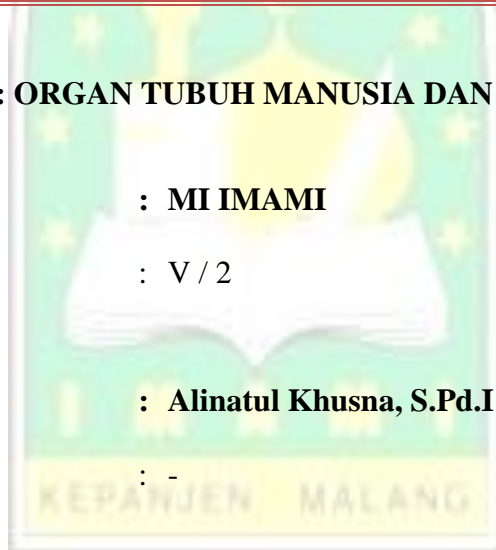 : ORGAN TUBUH MANUSIA DAN
: MI IMAMI
: V / 2
: Alinatul Khusna, S.Pd.I
: -
KEPANJEN MALANG